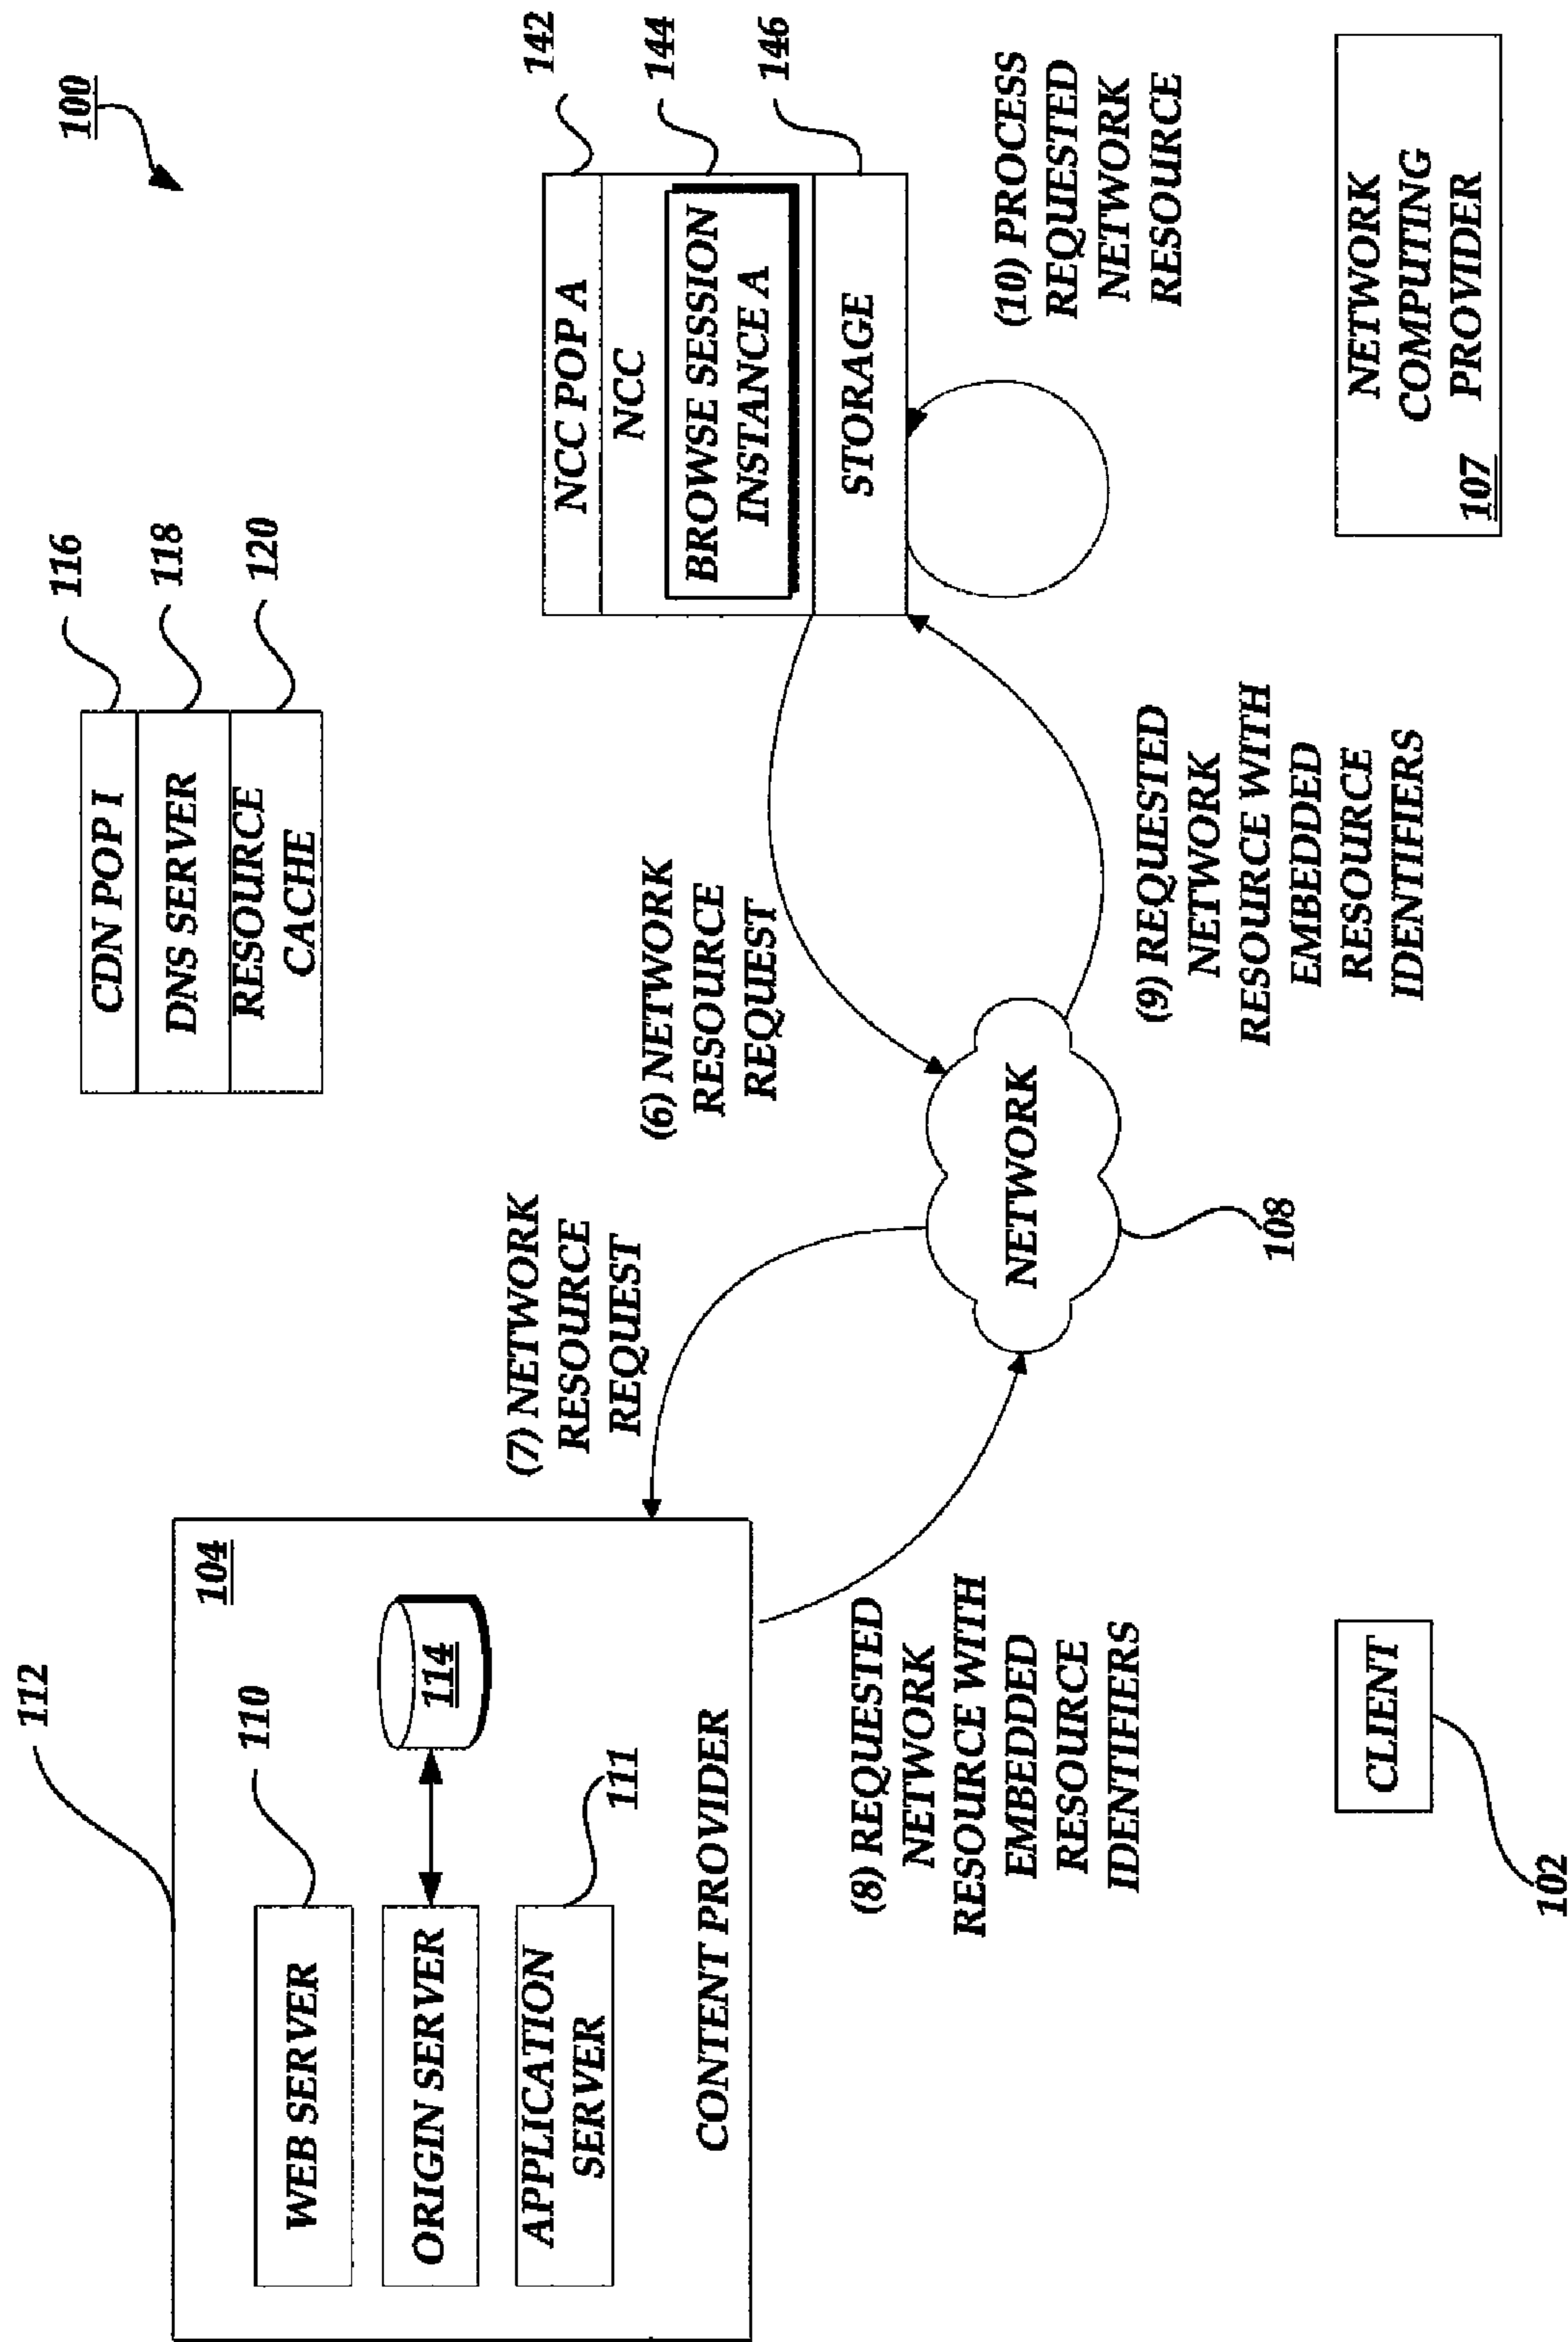 100
112
104
110
WEB SERVER
ORIGIN SERVER
114
APPLICATION
SERVER
111
CONTENT PROVIDER
CDN POP I
DNS SERVER
RESOURCE
CACHE
116
118
120
NCC POP A
NCC
BROWSE SESSION
INSTANCE A
STORAGE
142
144
146
(6) NETWORK
RESOURCE
REQUEST
(7) NETWORK
RESOURCE
REQUEST
(8) REQUESTED
NETWORK
RESOURCE WITH
EMBEDDED
RESOURCE
IDENTIFIERS
NETWORK
108
(9) REQUESTED
NETWORK
RESOURCE WITH
EMBEDDED
RESOURCE
IDENTIFIERS
(10) PROCESS
REQUESTED
NETWORK
RESOURCE
CLIENT
102
NETWORK
COMPUTING
PROVIDER
107